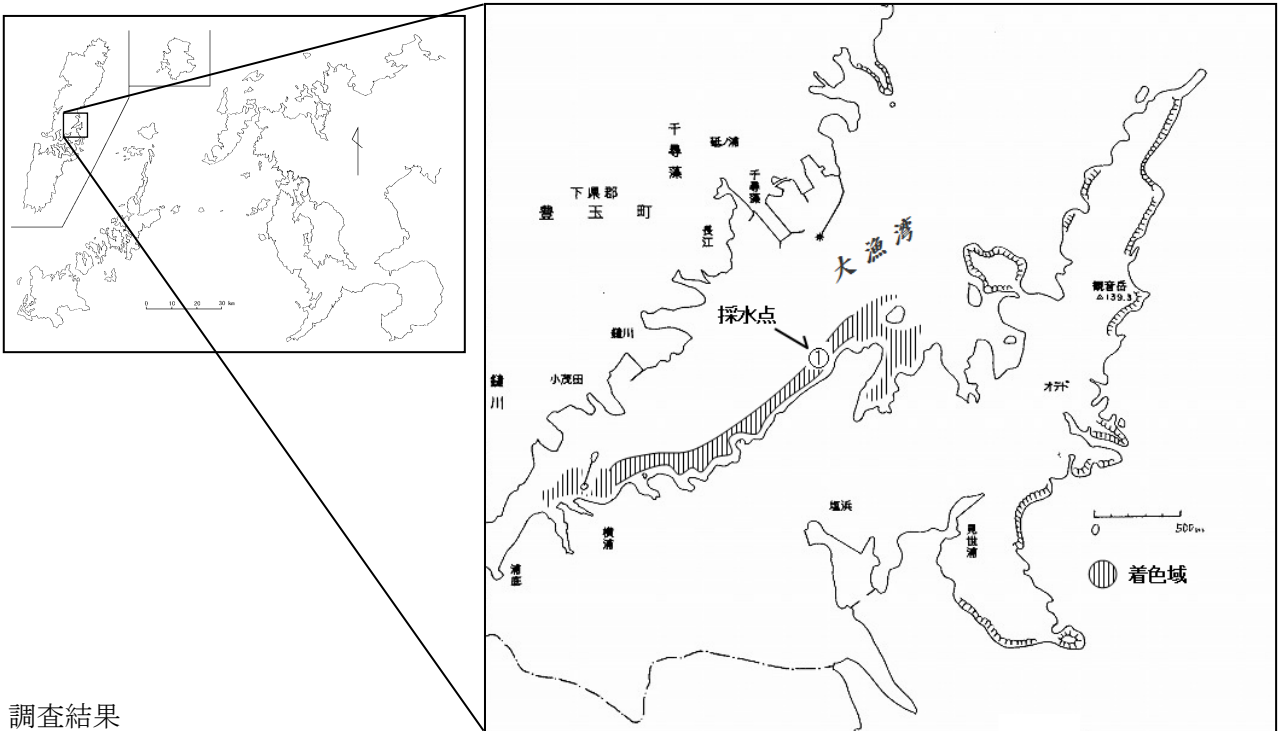 0 10 20 30 km
千尋藻
砥ノ浦
千尋藻
下県郡
豊玉町
長江
大漁湾
観音岳
△139.3
採水点
①
鑓川
小茂田
鑓川
オテド
塩浜
見世浦
横浦
浦底
0 500m
着色域
調査結果